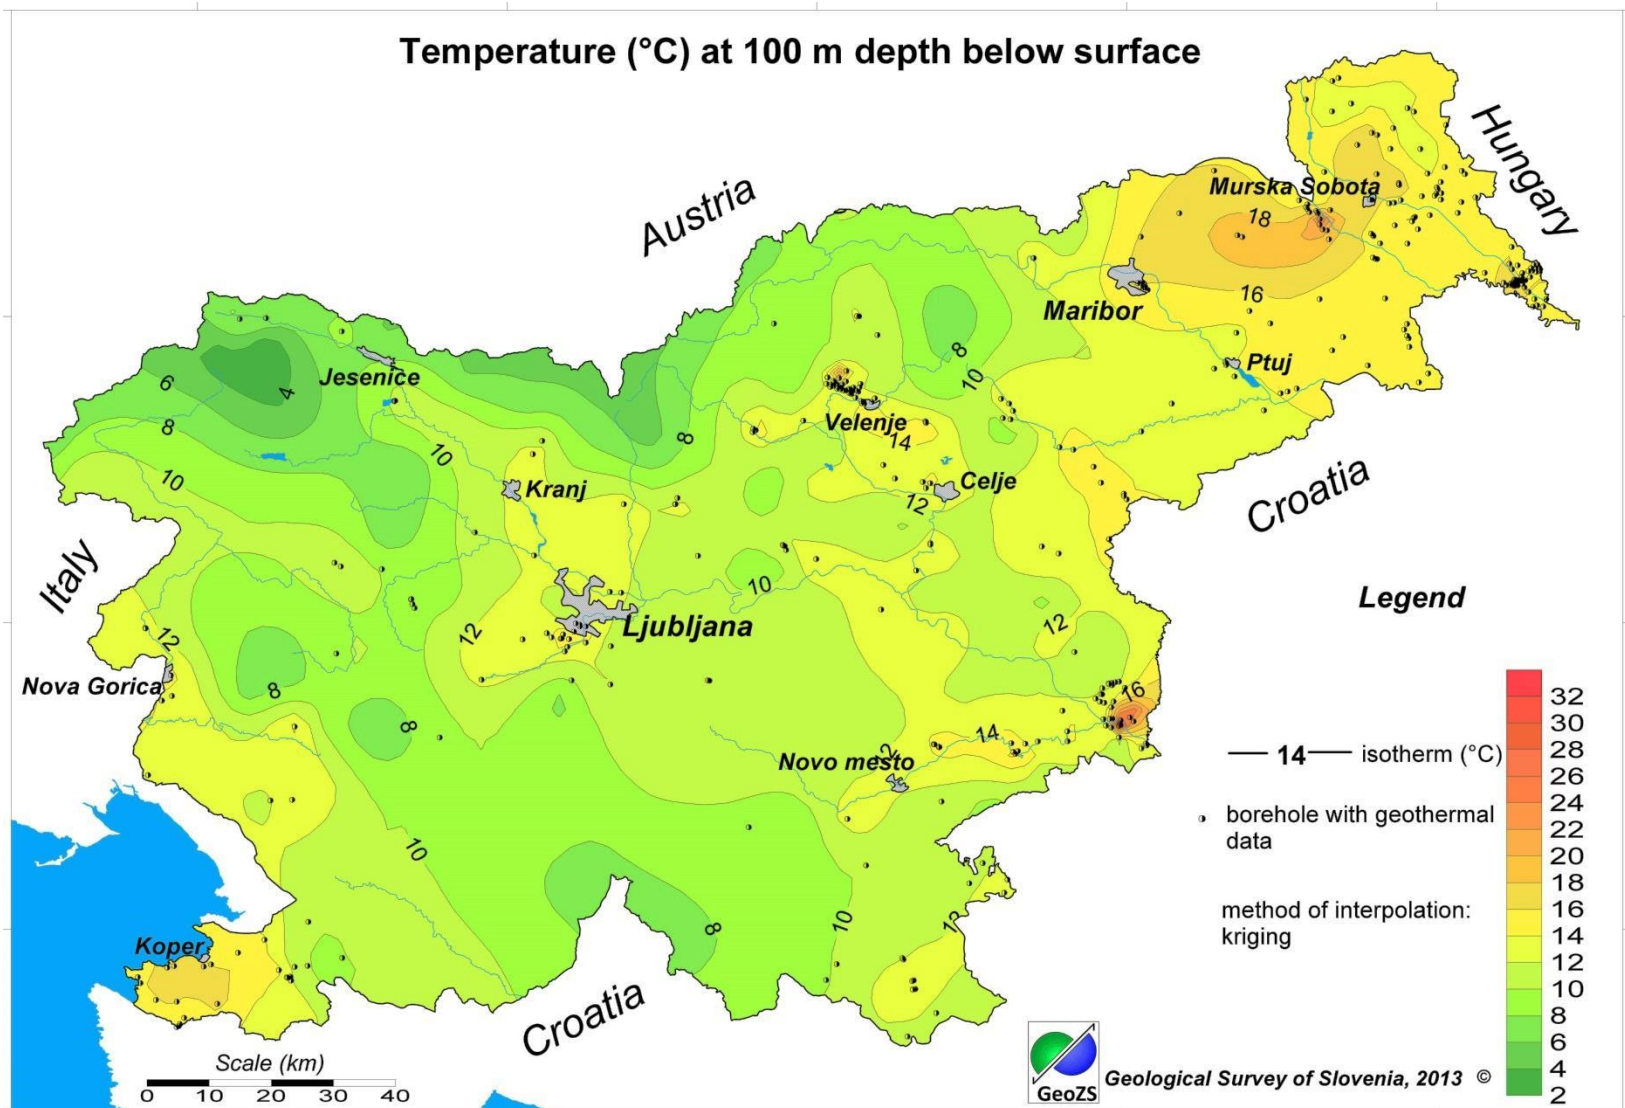 Temperature (°C) at 100 m depth below surface
Austria
Hungary
Murska Sobota
18
16
Maribor
Ptuj
8
10
6
4
Jesenice
8
8
Velenje
14
10
10
Kranj
Celje
12
Croatia
Italy
10
12
Ljubljana
12
12
Legend
Nova Gorica
8
8
16
14
12
Novo mesto
14
isotherm (°C)
borehole with geothermal
data
10
method of interpolation:
kriging
10
8
12
Koper
Croatia
32
30
28
26
24
22
20
18
16
14
12
10
8
6
4
2
Scale (km)
0 10 20 30 40
GeoZS
Geological Survey of Slovenia, 2013 ©